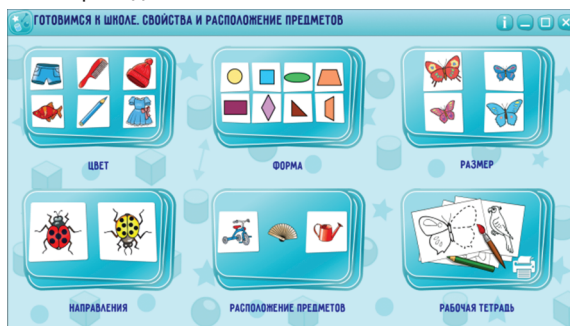 ГОТОВИМСЯ К ШКОЛЕ. СВОЙСТВА И РАСПОЛОЖЕНИЕ ПРЕДМЕТОВ
ЦВЕТ
ФОРМА
РАЗМЕР
НАПРАВЛЕНИЯ
РАСПОЛОЖЕНИЕ ПРЕДМЕТОВ
РАБОЧАЯ ТЕТРАДЬ